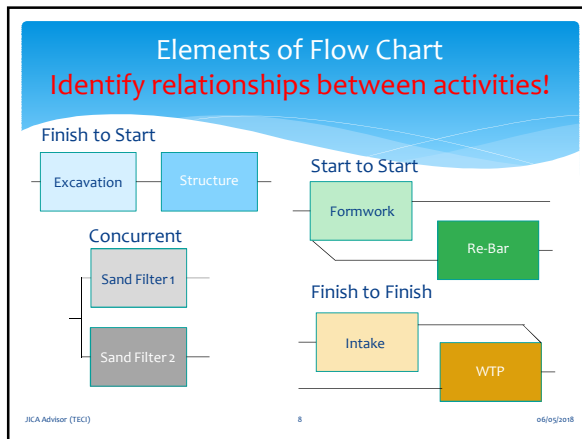 Elements of Flow Chart
Identify relationships between activities!
Finish to Start
Excavation
Structure
Concurrent
Sand Filter 1
Sand Filter 2
Start to Start
Formwork
Re-Bar
Finish to Finish
Intake
WTP
JICA Advisor (TECI)
8
06/05/2018